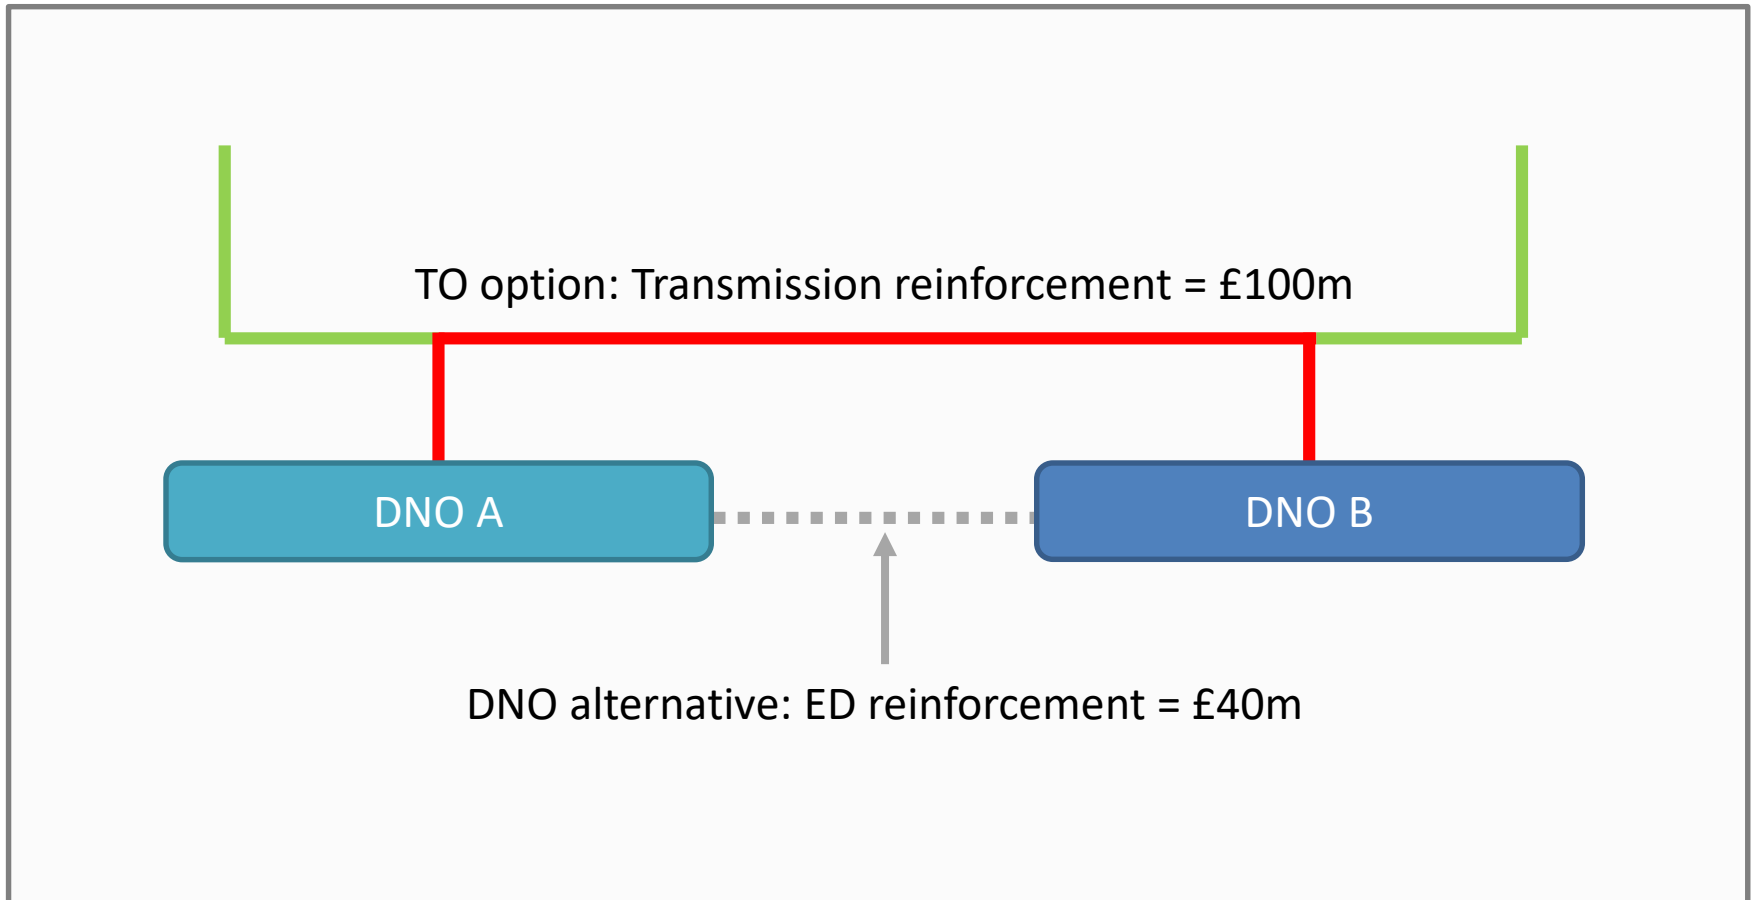 TO option: Transmission reinforcement = £100m
DNO A
DNO B
DNO alternative: ED reinforcement = £40m